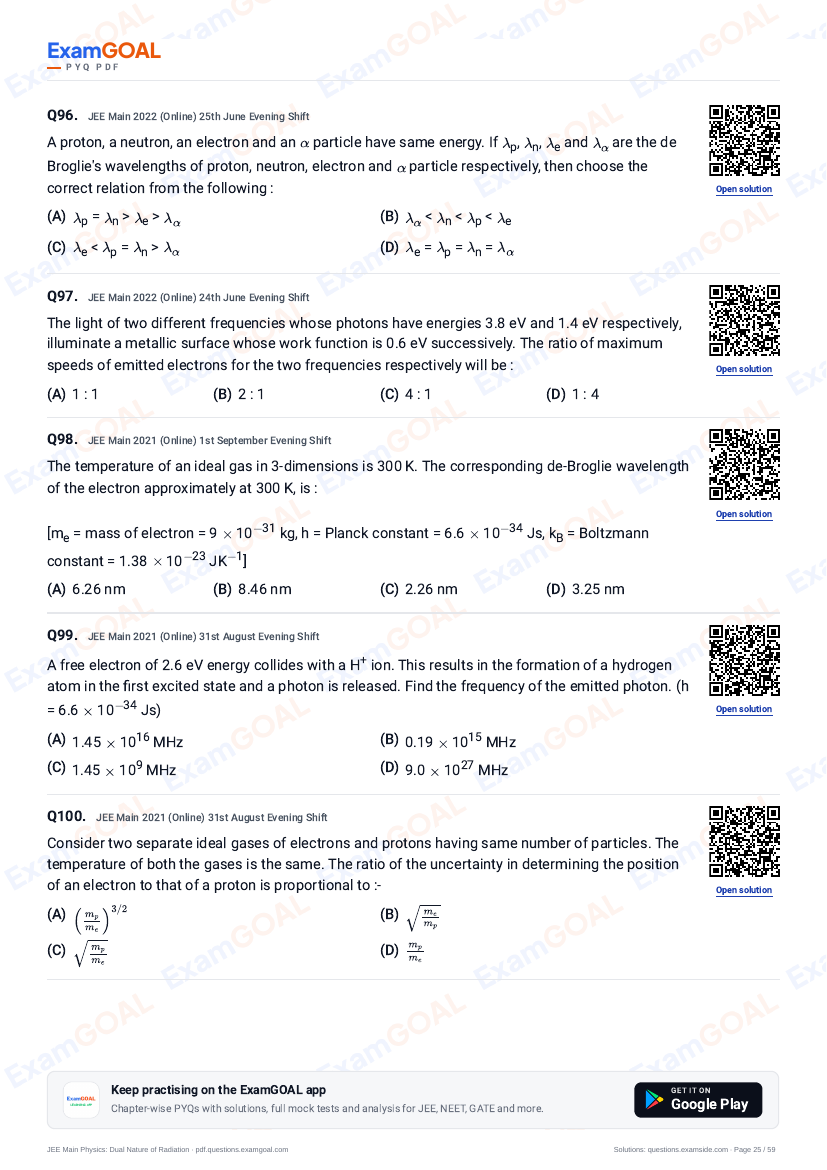 ExamGOAL
PYQ PDF
Q96. JEE Main 2022 (Online) 25th June Evening Shift
A proton, a neutron, an electron and an α particle have same energy. If λp, λn, λe and λα are the de
Broglie's wavelengths of proton, neutron, electron and α particle respectively, then choose the
correct relation from the following :
(A) λp = λn > λe > λα (B) λα < λn < λp < λe
(C) λe < λp = λn > λα (D) λe = λp = λn = λα
Open solution
Q97. JEE Main 2022 (Online) 24th June Evening Shift
The light of two different frequencies whose photons have energies 3.8 eV and 1.4 eV respectively,
illuminate a metallic surface whose work function is 0.6 eV successively. The ratio of maximum
speeds of emitted electrons for the two frequencies respectively will be :
(A) 1 : 1 (B) 2 : 1 (C) 4 : 1 (D) 1 : 4
Open solution
Q98. JEE Main 2021 (Online) 1st September Evening Shift
The temperature of an ideal gas in 3-dimensions is 300 K. The corresponding de-Broglie wavelength
of the electron approximately at 300 K, is :
[me = mass of electron = 9 × 10−31 kg, h = Planck constant = 6.6 × 10−34 Js, kB = Boltzmann
constant = 1.38 × 10−23 JK−1]
(A) 6.26 nm (B) 8.46 nm (C) 2.26 nm (D) 3.25 nm
Open solution
Q99. JEE Main 2021 (Online) 31st August Evening Shift
A free electron of 2.6 eV energy collides with a H+ ion. This results in the formation of a hydrogen
atom in the first excited state and a photon is released. Find the frequency of the emitted photon. (h
= 6.6 × 10−34 Js)
(A) 1.45 × 10^16 MHz (B) 0.19 × 10^15 MHz
(C) 1.45 × 10^9 MHz (D) 9.0 × 10^27 MHz
Open solution
Q100. JEE Main 2021 (Online) 31st August Evening Shift
Consider two separate ideal gases of electrons and protons having same number of particles. The
temperature of both the gases is the same. The ratio of the uncertainty in determining the position
of an electron to that of a proton is proportional to :-
(A) (mp/me)^3/2 (B) √(me/mp)
(C) √(mp/me) (D) mp/me
Open solution
ExamGOAL
Keep practising on the ExamGOAL app
Chapter-wise PYQs with solutions, full mock tests and analysis for JEE, NEET, GATE and more.
GET IT ON
Google Play
JEE Main Physics: Dual Nature of Radiation · pdf.questions.examgoal.com
Solutions: questions.examside.com · Page 25 / 59